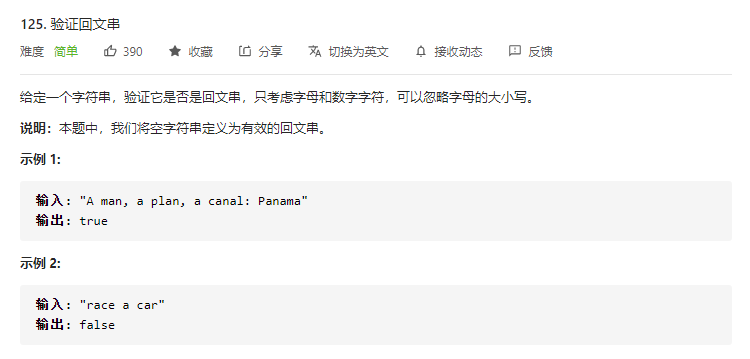 125. 验证回文串
难度 简单 390 收藏 分享 切换为英文 接收动态 反馈
给定一个字符串，验证它是否是回文串，只考虑字母和数字字符，可以忽略字母的大小写。
说明：本题中，我们将空字符串定义为有效的回文串。
示例 1:
输入: "A man, a plan, a canal: Panama"
输出: true
示例 2:
输入: "race a car"
输出: false